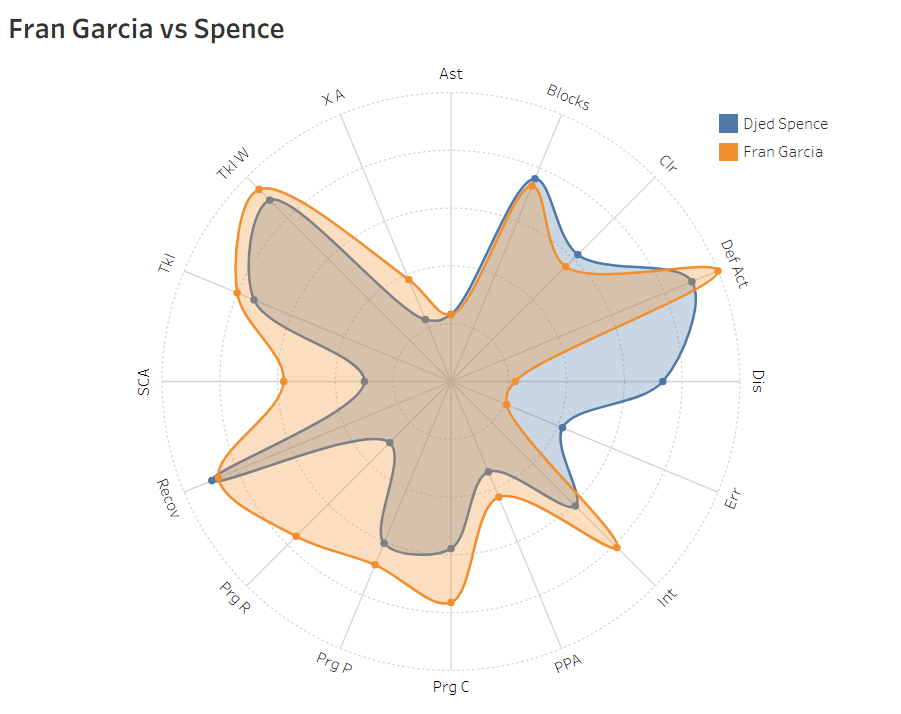 Fran Garcia vs Spence
Ast
Blocks
Clr
Def Act
Dis
Err
Int
PPA
Prg C
Prg P
Prg R
Recov
SCA
Tkl
Tkl W
X A
Djed Spence
Fran Garcia